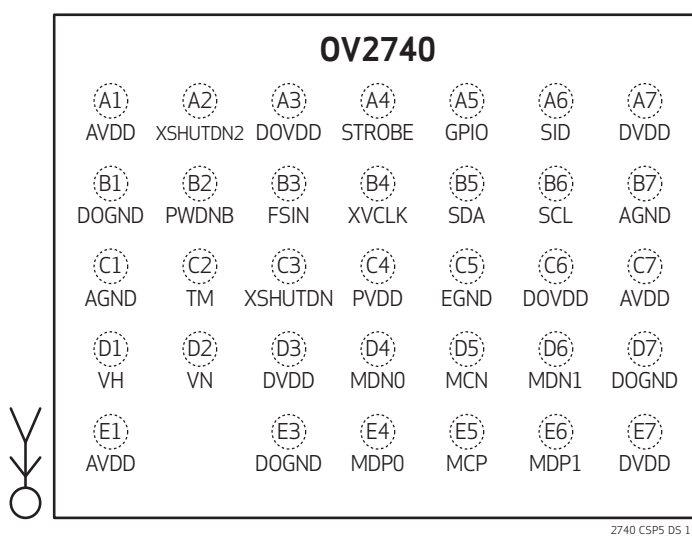 OV2740
A1 A2 A3 A4 A5 A6 A7
AVDD XSHUTDN2 DOVDD STROBE GPIO SID DVDD
B1 B2 B3 B4 B5 B6 B7
DOGND PWDNB FSIN XVCLK SDA SCL AGND
C1 C2 C3 C4 C5 C6 C7
AGND TM XSHUTDN PVDD EGND DOVDD AVDD
D1 D2 D3 D4 D5 D6 D7
VH VN DVDD MDN0 MCN MDN1 DOGND
E1 E3 E4 E5 E6 E7
AVDD DOGND MDP0 MCP MDP1 DVDD
2740 CSP5 DS 1